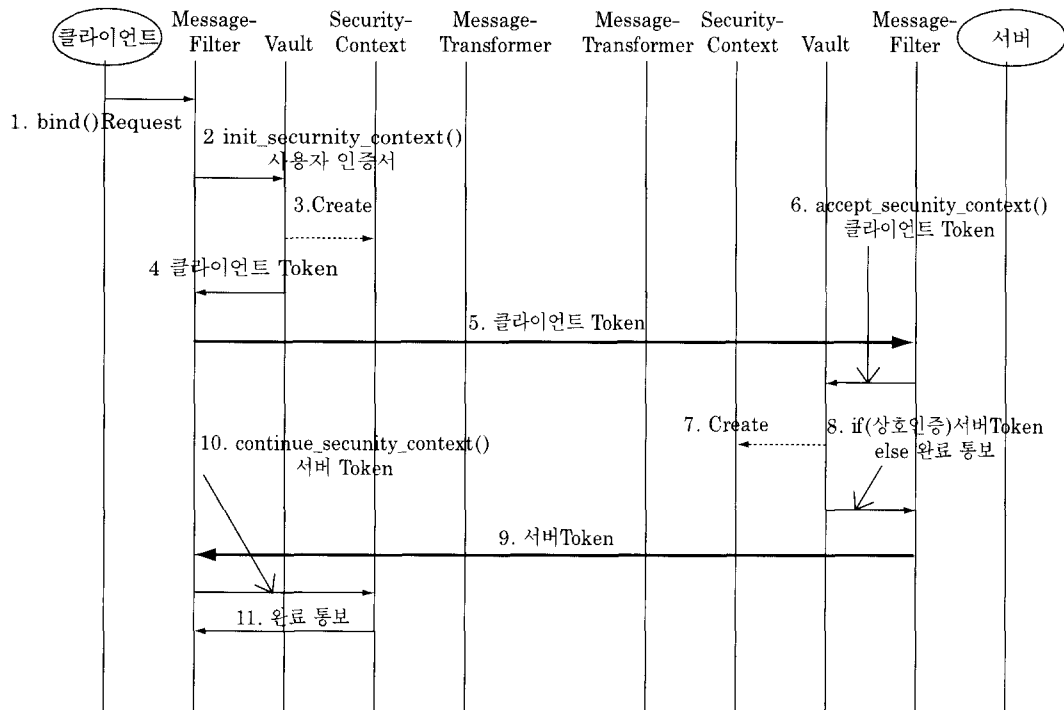 클라이언트
Message-
Filter
Vault
Security-
Context
Message-
Transformer
Message-
Transformer
Security-
Context
Vault
Message-
Filter
서버
1. bind()Request
2 init_securnity_context()
사용자 인증서
3.Create
4 클라이언트 Token
5. 클라이언트 Token
6. accept_security_context()
클라이언트 Token
7. Create
8. if(상호인증)서버Token
else 완료 통보
9. 서버Token
10. continue_security_context()
서버 Token
11. 완료 통보